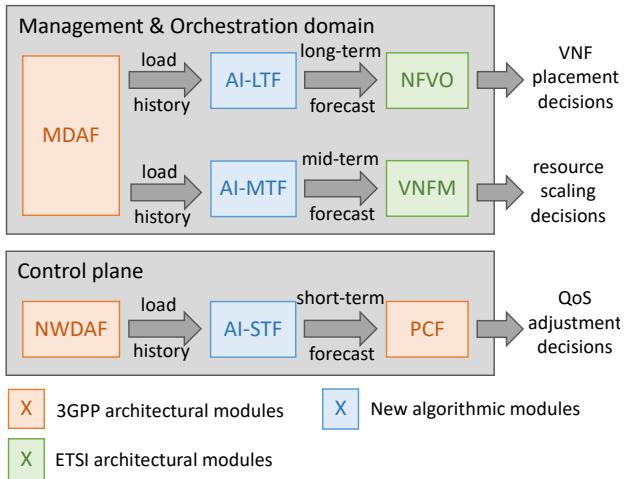 Management & Orchestration domain
load
history
long-term
forecast
MDAF
AI-LTF
NFVO
VNF
placement
decisions
load
history
mid-term
forecast
AI-MTF
VNFM
resource
scaling
decisions
Control plane
load
history
short-term
forecast
NWDAF
AI-STF
PCF
QoS
adjustment
decisions
X 3GPP architectural modules
X New algorithmic modules
X ETSI architectural modules